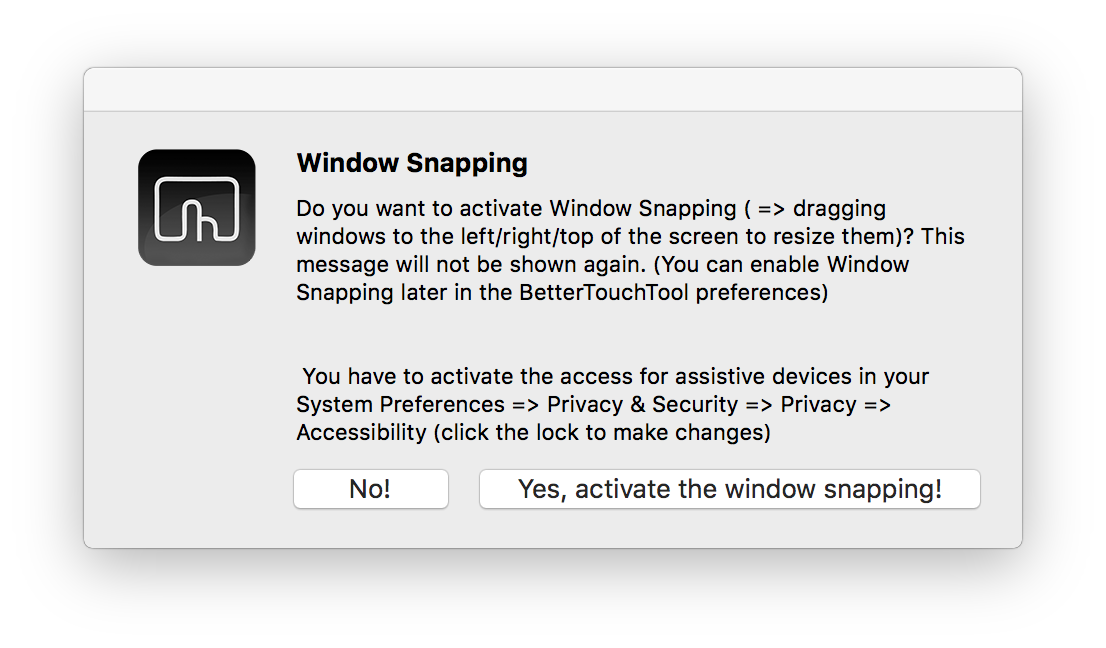 Window Snapping
Do you want to activate Window Snapping ( => dragging
windows to the left/right/top of the screen to resize them)? This
message will not be shown again. (You can enable Window
Snapping later in the BetterTouchTool preferences)
You have to activate the access for assistive devices in your
System Preferences => Privacy & Security => Privacy =>
Accessibility (click the lock to make changes)
No!
Yes, activate the window snapping!